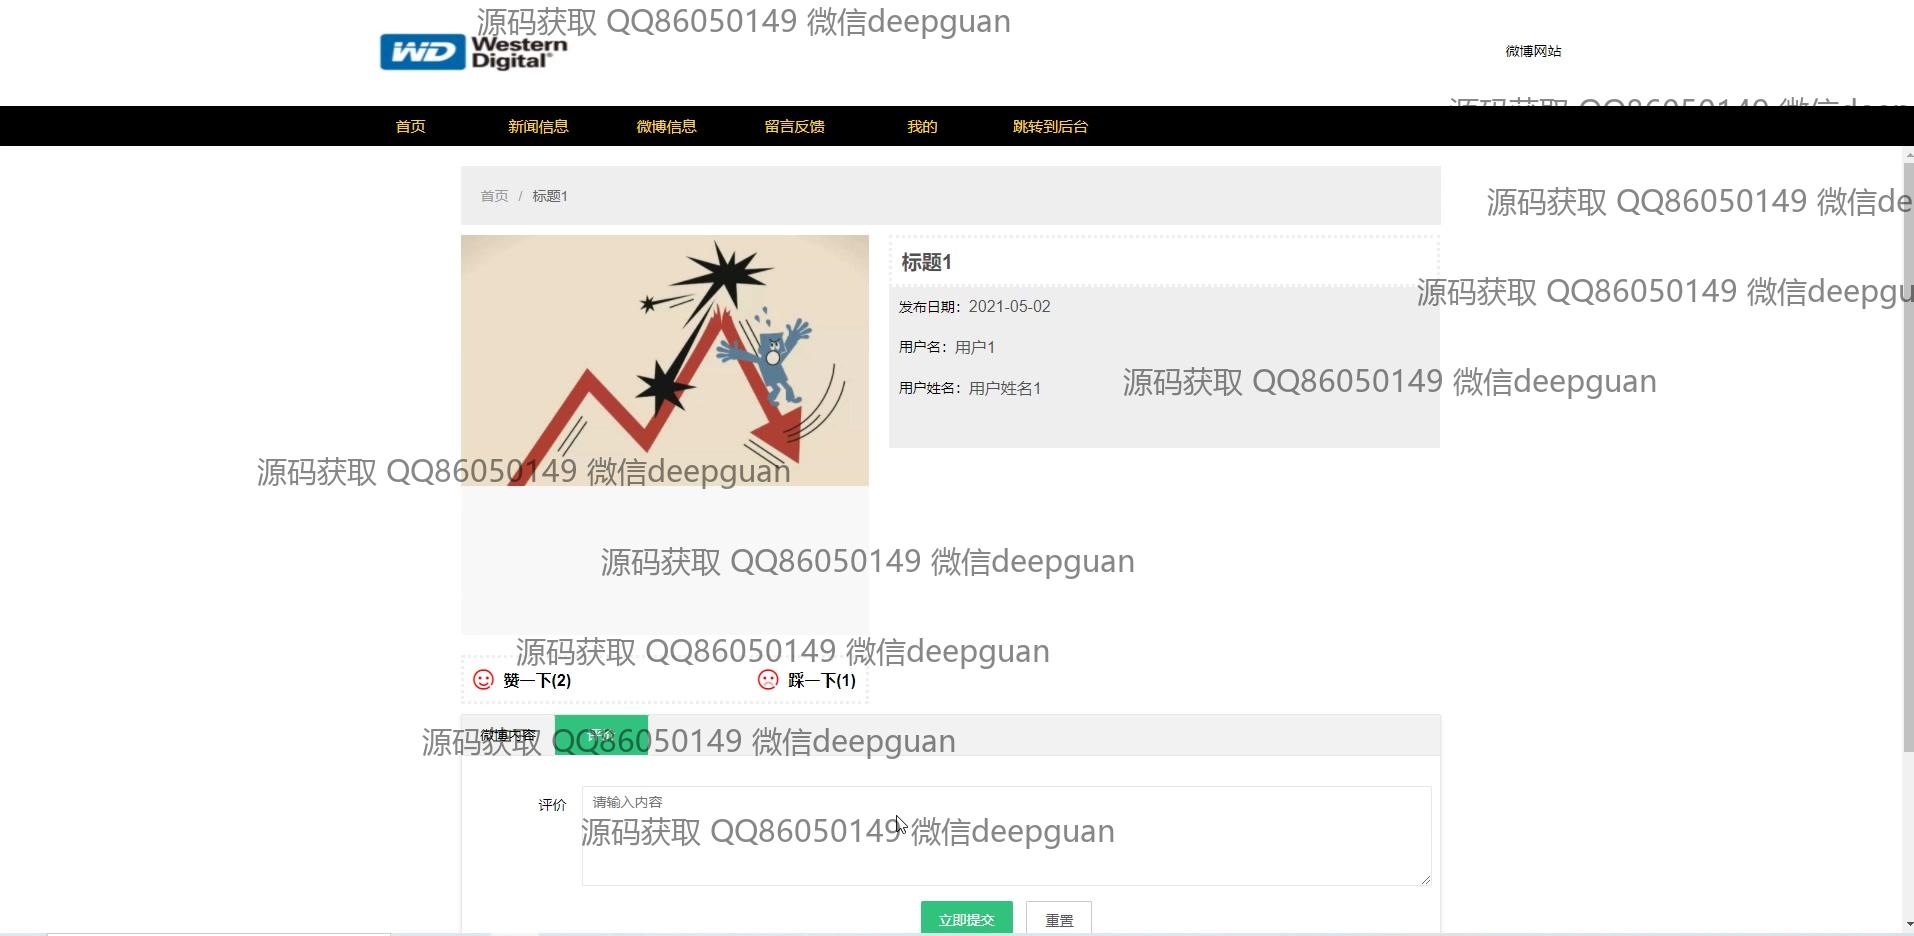 源码获取 QQ86050149 微信deepguan
WD Western Digital®
微博网站
源码获取 QQ86050149 微信deep
首页 新闻信息 微博信息 留言反馈 我的 跳转到后台
首页 / 标题1
源码获取 QQ86050149 微信de
标题1
源码获取 QQ86050149 微信deepgu
发布日期：2021-05-02
用户名：用户1
用户姓名：用户姓名1
源码获取 QQ86050149 微信deepguan
源码获取 QQ86050149 微信deepguan
源码获取 QQ86050149 微信deepguan
源码获取 QQ86050149 微信deepguan
赞一下(2) 踩一下(1)
微博内容 评价
源码获取 QQ86050149 微信deepguan
评价 请输入内容
源码获取 QQ86050149 微信deepguan
立即提交 重置